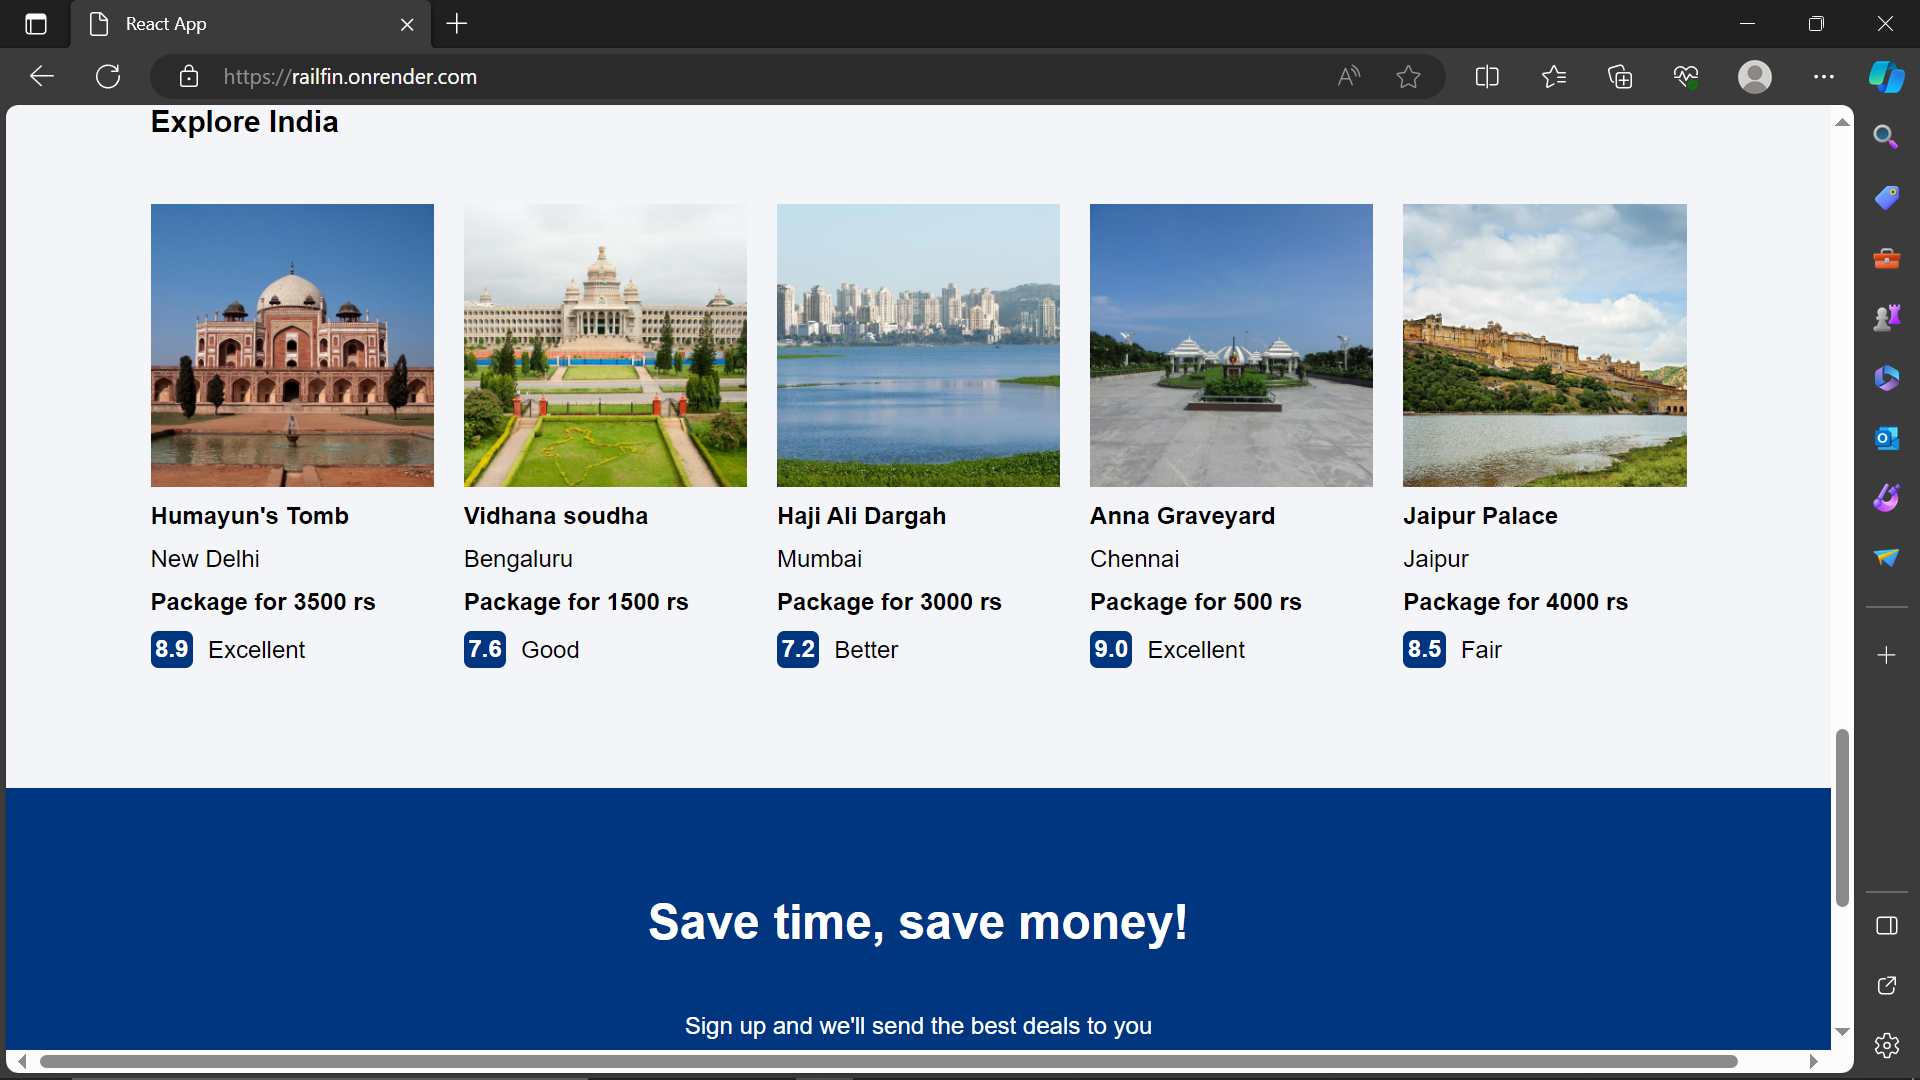 React App
https://railfin.onrender.com
Explore India
Humayun's Tomb
New Delhi
Package for 3500 rs
8.9 Excellent
Vidhana soudha
Bengaluru
Package for 1500 rs
7.6 Good
Haji Ali Dargah
Mumbai
Package for 3000 rs
7.2 Better
Anna Graveyard
Chennai
Package for 500 rs
9.0 Excellent
Jaipur Palace
Jaipur
Package for 4000 rs
8.5 Fair
Save time, save money!
Sign up and we'll send the best deals to you